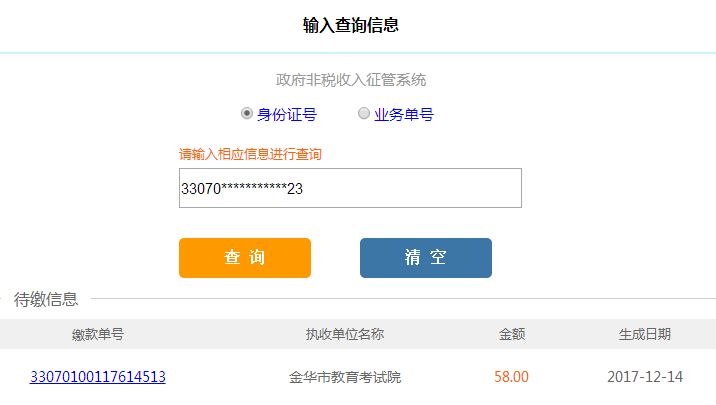 输入查询信息
政府非税收入征管系统
身份证号 业务单号
请输入相应信息进行查询
33070***********23
查 询 清 空
待缴信息
缴款单号 执收单位名称 金额 生成日期
33070100117614513 金华市教育考试院 58.00 2017-12-14